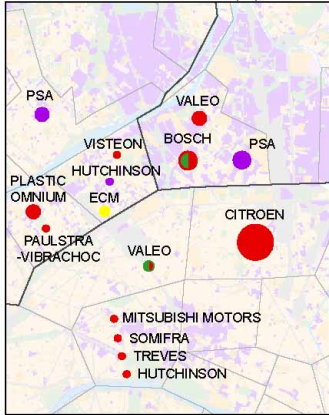 PSA
VALEO
VISTEON
BOSCH
PSA
HUTCHINSON
PLASTIC
OMNIUM
ECM
CITROEN
PAULSTRA
-VIBRACHOC
VALEO
MITSUBISHI MOTORS
SOMIFRA
TREVES
HUTCHINSON